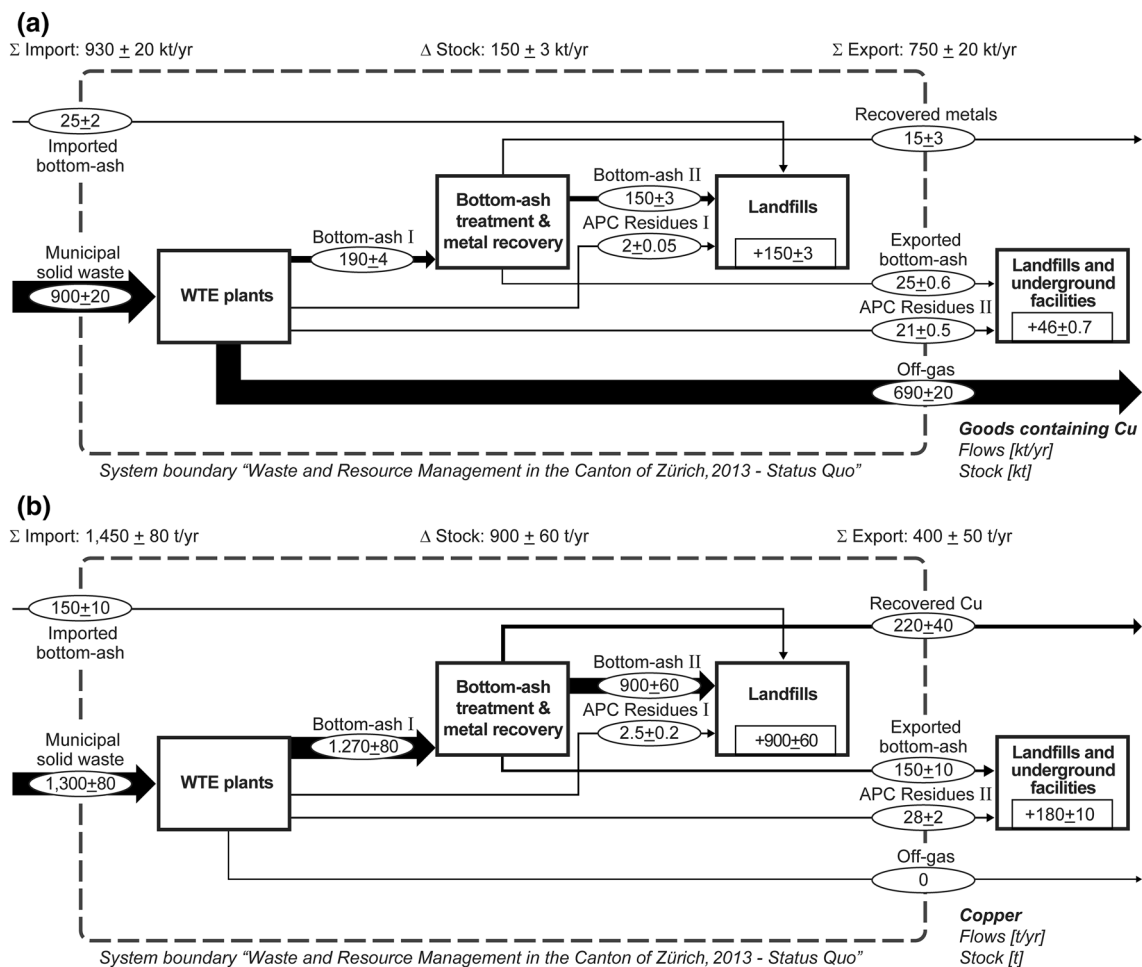 (a)
Σ Import: 930 ± 20 kt/yr
Δ Stock: 150 ± 3 kt/yr
Σ Export: 750 ± 20 kt/yr
25±2
Imported
bottom-ash
Recovered metals
15±3
Municipal
solid waste
900±20
WTE plants
Bottom-ash I
190±4
Bottom-ash
treatment &
metal recovery
Bottom-ash II
150±3
APC Residues I
2±0.05
Landfills
+150±3
Exported
bottom-ash
25±0.6
APC Residues II
21±0.5
Landfills and
underground
facilities
+46±0.7
Off-gas
690±20
Goods containing Cu
Flows [kt/yr]
Stock [kt]
System boundary “Waste and Resource Management in the Canton of Zürich, 2013 - Status Quo”
(b)
Σ Import: 1,450 ± 80 t/yr
Δ Stock: 900 ± 60 t/yr
Σ Export: 400 ± 50 t/yr
150±10
Imported
bottom-ash
Recovered Cu
220±40
Municipal
solid waste
1,300±80
WTE plants
Bottom-ash I
1.270±80
Bottom-ash
treatment &
metal recovery
Bottom-ash II
900±60
APC Residues I
2.5±0.2
Landfills
+900±60
Exported
bottom-ash
150±10
APC Residues II
28±2
Landfills and
underground
facilities
+180±10
Off-gas
0
Copper
Flows [t/yr]
Stock [t]
System boundary “Waste and Resource Management in the Canton of Zürich, 2013 - Status Quo”